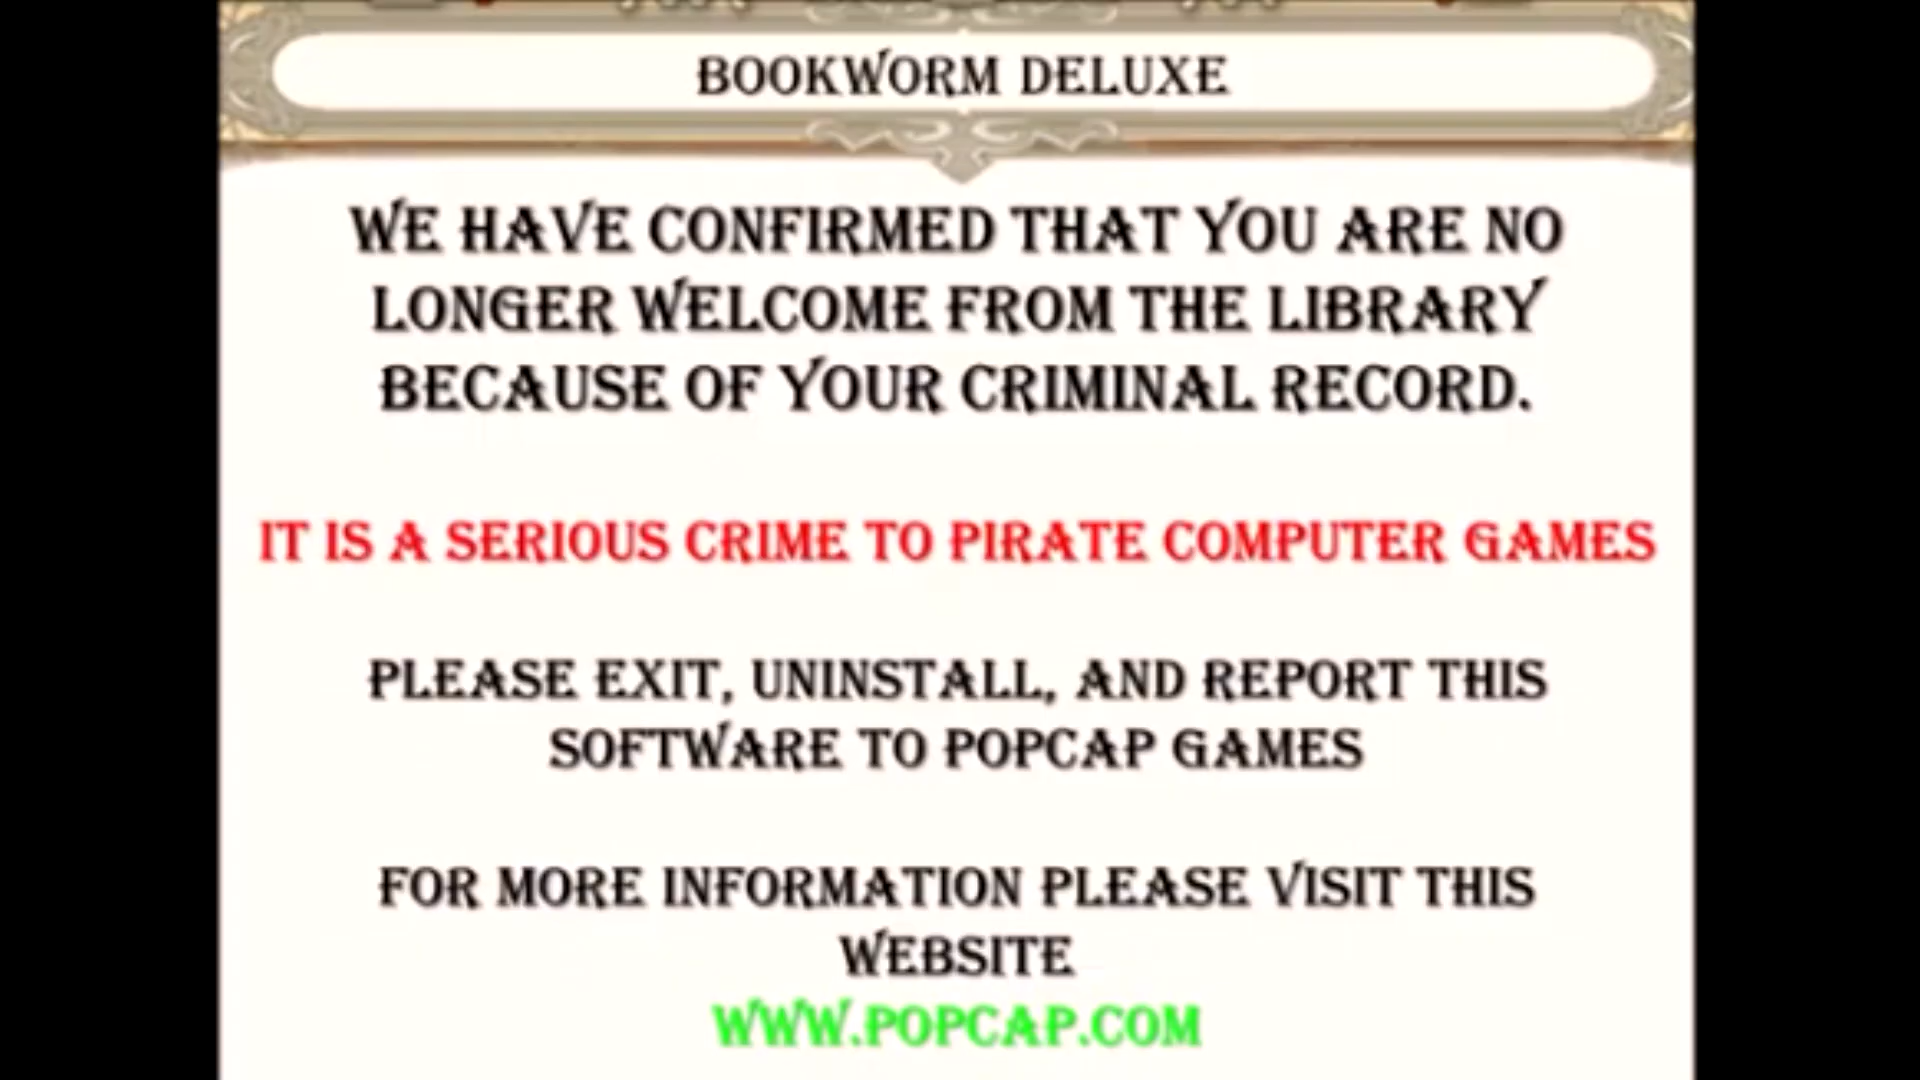 BOOKWORM DELUXE
WE HAVE CONFIRMED THAT YOU ARE NO
LONGER WELCOME FROM THE LIBRARY
BECAUSE OF YOUR CRIMINAL RECORD.
IT IS A SERIOUS CRIME TO PIRATE COMPUTER GAMES
PLEASE EXIT, UNINSTALL, AND REPORT THIS
SOFTWARE TO POPCAP GAMES
FOR MORE INFORMATION PLEASE VISIT THIS
WEBSITE
WWW.POPCAP.COM